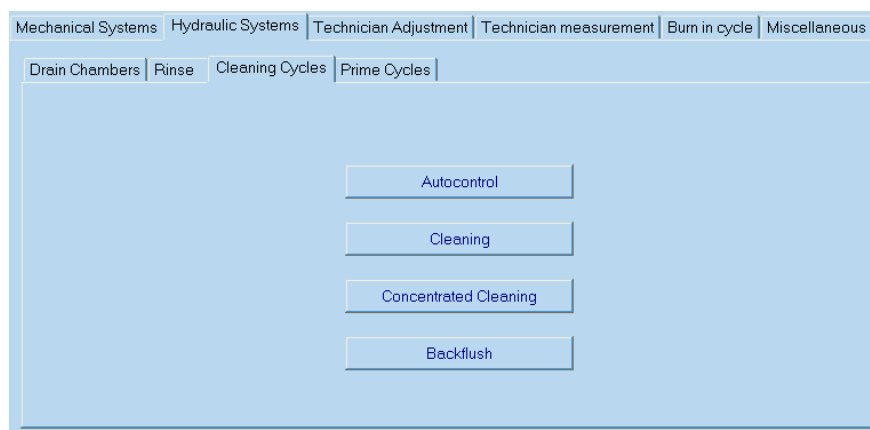 Mechanical Systems Hydraulic Systems Technician Adjustment Technician measurement Burn in cycle Miscellaneous
Drain Chambers Rinse Cleaning Cycles Prime Cycles
Autocontrol
Cleaning
Concentrated Cleaning
Backflush